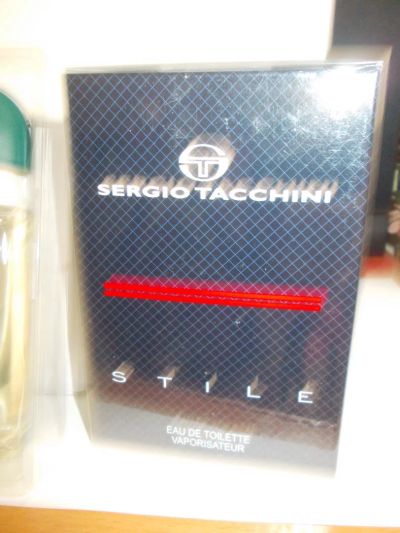 SERGIO TACCHINI
STILE
EAU DE TOILETTE
VAPORISATEUR